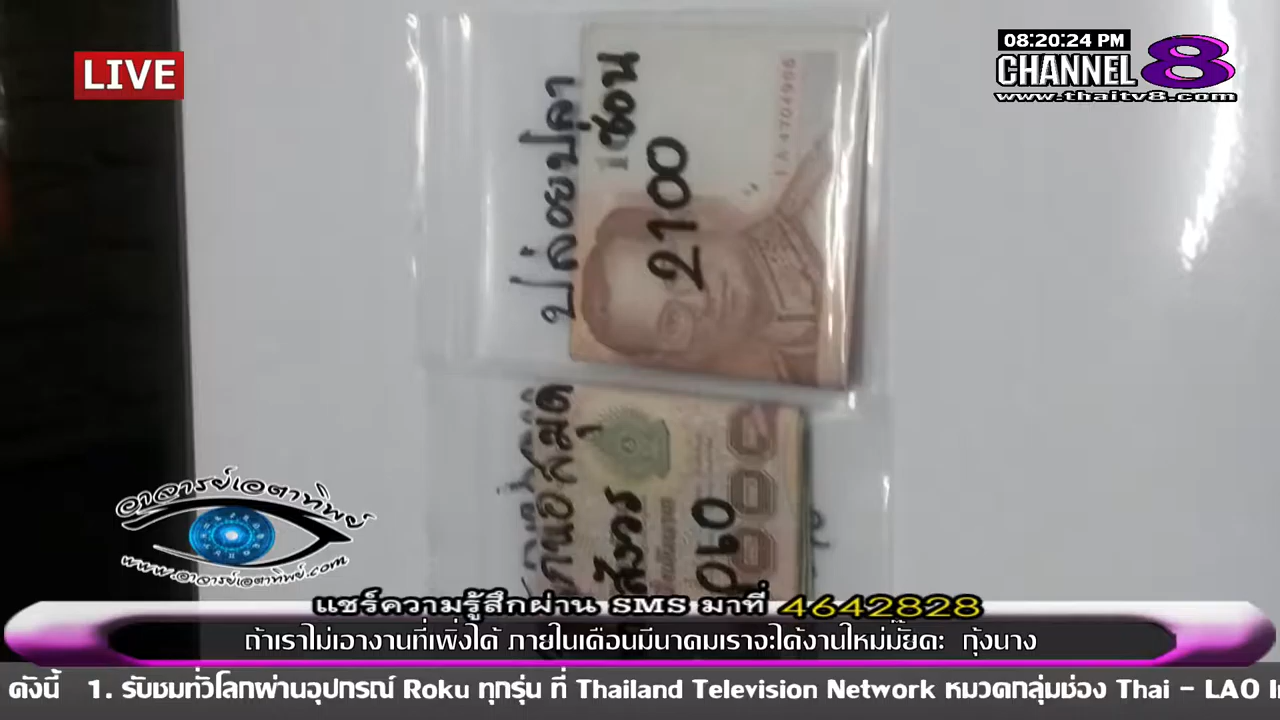 LIVE
08:20:24 PM
CHANNEL 8
www.thaitv8.com
ปล่อยปลา
ช่อน
2100
1A4704956
อาจารย์เอตาทิพย์
www.อาจารย์เอตาทิพย์.com
แชร์ความรู้สึกผ่าน SMS มาที่ 4642828
ถ้าเราไม่เอางานที่เพิ่งได้ ภายในเดือนมีนาคมเราจะได้งานใหม่มั๊ยคะ กุ้งนาง
ดังนี้ 1. รับชมทั่วโลกผ่านอุปกรณ์ Roku ทุกรุ่น ที่ Thailand Television Network หมวดกลุ่มช่อง Thai - LAO